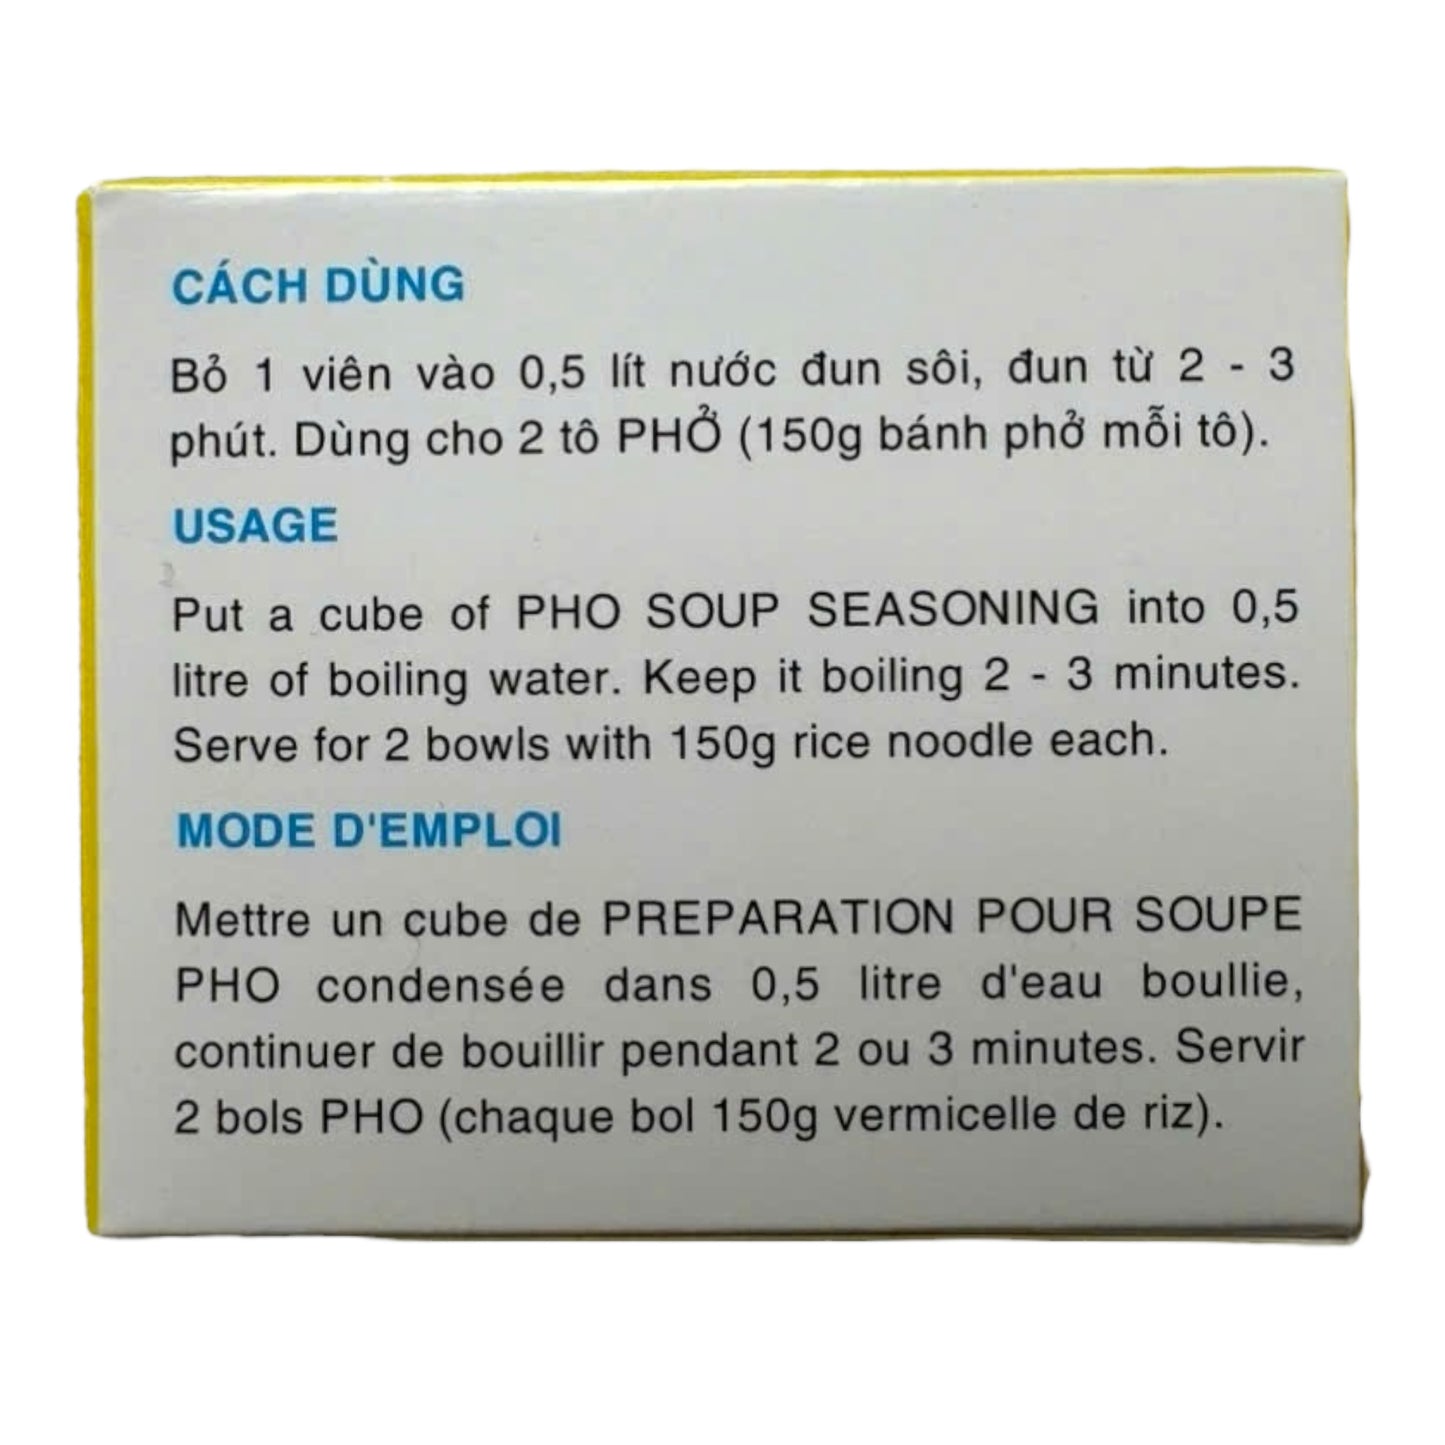 CÁCH DÙNG
Bỏ 1 viên vào 0,5 lít nước đun sôi, đun từ 2 - 3
phút. Dùng cho 2 tô PHỞ (150g bánh phở mỗi tô).
USAGE
Put a cube of PHO SOUP SEASONING into 0,5
litre of boiling water. Keep it boiling 2 - 3 minutes.
Serve for 2 bowls with 150g rice noodle each.
MODE D'EMPLOI
Mettre un cube de PREPARATION POUR SOUPE
PHO condensée dans 0,5 litre d'eau boullie,
continuer de bouillir pendant 2 ou 3 minutes. Servir
2 bols PHO (chaque bol 150g vermicelle de riz).